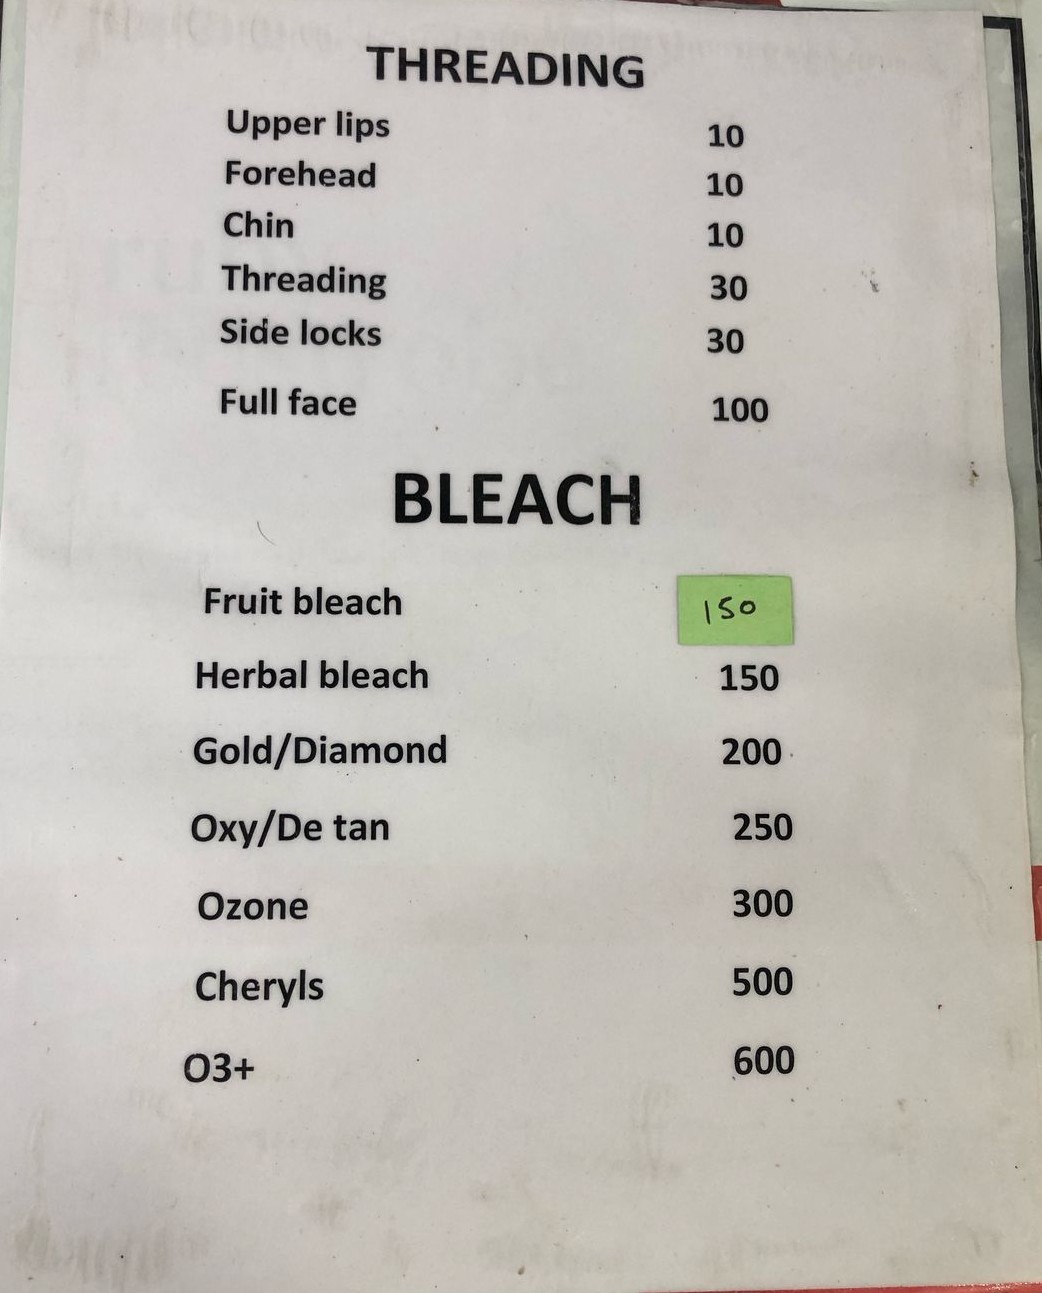 THREADING
Upper lips 10
Forehead 10
Chin 10
Threading 30
Side locks 30
Full face 100
BLEACH
Fruit bleach 150
Herbal bleach 150
Gold/Diamond 200
Oxy/De tan 250
Ozone 300
Cheryls 500
O3+ 600